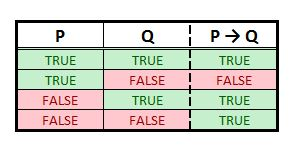 P Q P → Q
TRUE TRUE TRUE
TRUE FALSE FALSE
FALSE TRUE TRUE
FALSE FALSE TRUE